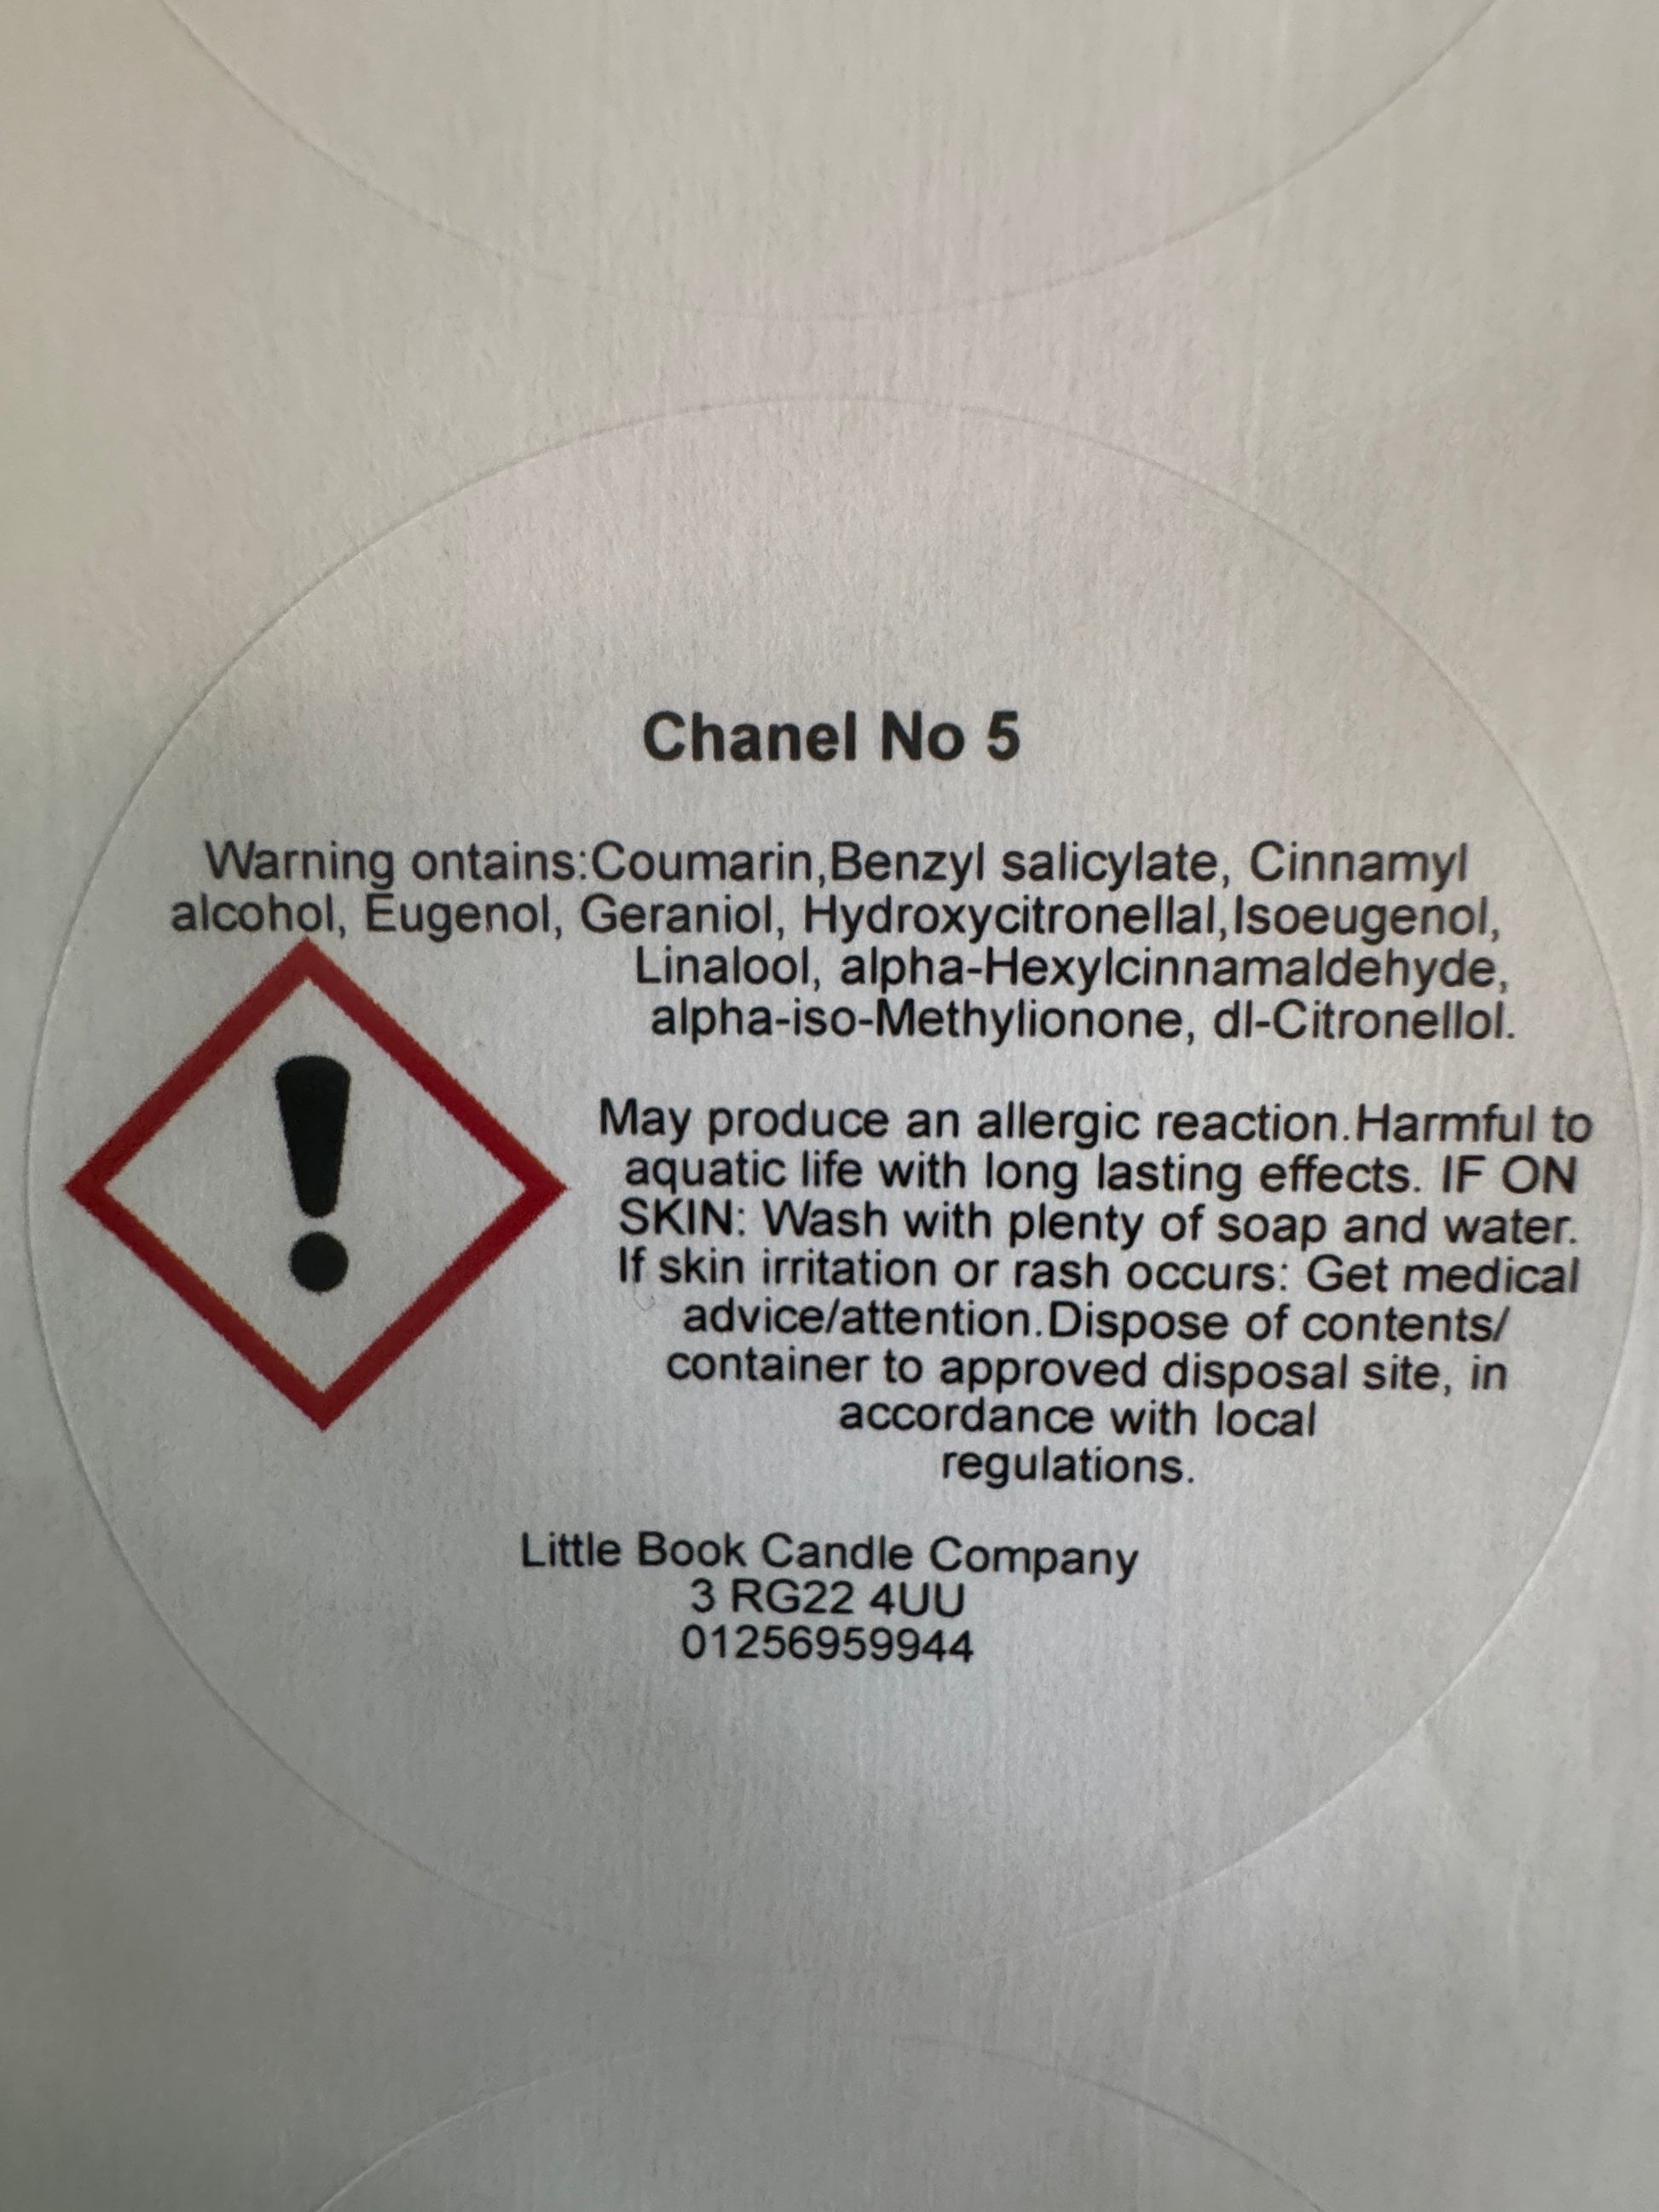 Chanel No 5
Warning ontains:Coumarin,Benzyl salicylate, Cinnamyl
alcohol, Eugenol, Geraniol, Hydroxycitronellal,Isoeugenol,
Linalool, alpha-Hexylcinnamaldehyde,
alpha-iso-Methylionone, dl-Citronellol.
May produce an allergic reaction.Harmful to
aquatic life with long lasting effects. IF ON
SKIN: Wash with plenty of soap and water.
If skin irritation or rash occurs: Get medical
advice/attention.Dispose of contents/
container to approved disposal site, in
accordance with local
regulations.
Little Book Candle Company
3 RG22 4UU
01256959944